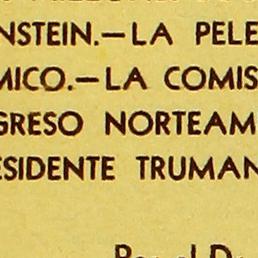 NSTEIN.—LA PELE
MICO.—LA COMIS
GRESO NORTEAM
ESIDENTE TRUMAN